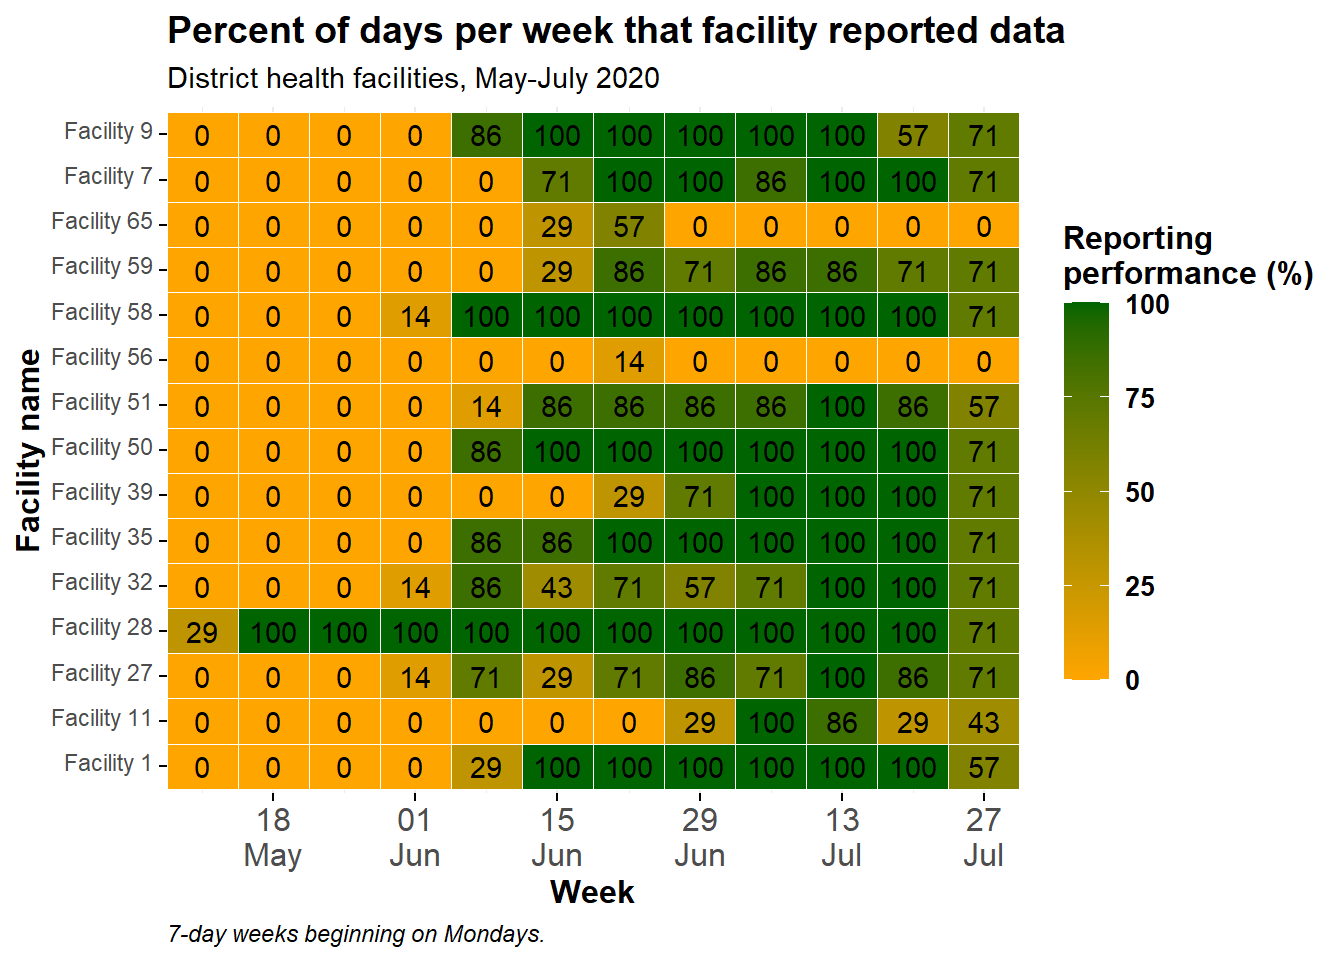 Percent of days per week that facility reported data
District health facilities, May-July 2020
Facility name
Facility 9 0 0 0 0 86 100 100 100 100 100 57 71
Facility 7 0 0 0 0 0 71 100 100 86 100 100 71
Facility 65 0 0 0 0 0 29 57 0 0 0 0 0
Facility 59 0 0 0 0 0 29 86 71 86 86 71 71
Facility 58 0 0 0 14 100 100 100 100 100 100 100 71
Facility 56 0 0 0 0 0 0 14 0 0 0 0 0
Facility 51 0 0 0 0 14 86 86 86 86 100 86 57
Facility 50 0 0 0 0 86 100 100 100 100 100 100 71
Facility 39 0 0 0 0 0 0 29 71 100 100 100 71
Facility 35 0 0 0 0 86 86 100 100 100 100 100 71
Facility 32 0 0 0 14 86 43 71 57 71 100 100 71
Facility 28 29 100 100 100 100 100 100 100 100 100 100 71
Facility 27 0 0 0 14 71 29 71 86 71 100 86 71
Facility 11 0 0 0 0 0 0 0 29 100 86 29 43
Facility 1 0 0 0 0 29 100 100 100 100 100 100 57
18 01 15 29 13 27
May Jun Jun Jun Jul Jul
Week
7-day weeks beginning on Mondays.
Reporting
performance (%)
100
75
50
25
0